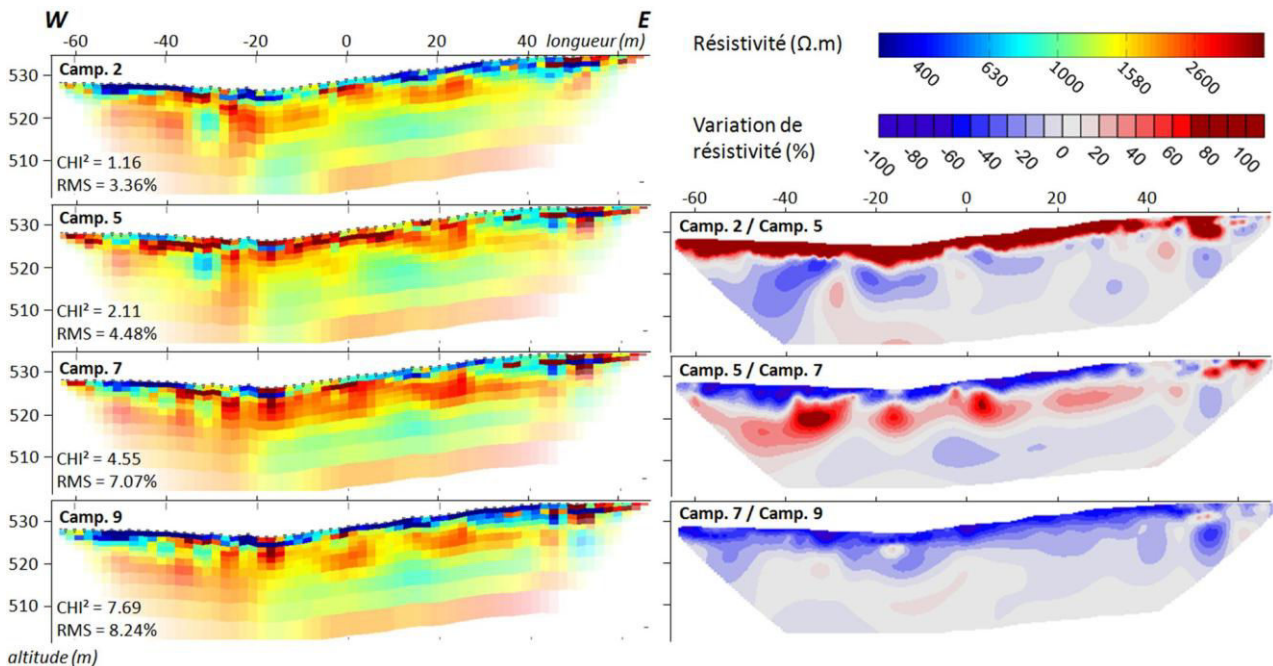 W
E
-60 -40 -20 0 20 40 60
longueur (m)
Camp. 2
530
520
510
CHI² = 1.16
RMS = 3.36%
Camp. 5
530
520
510
CHI² = 2.11
RMS = 4.48%
Camp. 7
530
520
510
CHI² = 4.55
RMS = 7.07%
Camp. 9
530
520
510
CHI² = 7.69
RMS = 8.24%
altitude (m)
Résistivité (Ω.m)
400 630 1000 1580 2600
Variation de
résistivité (%)
-100 -80 -60 -40 -20 0 20 40 60 80 100
-60 -40 -20 0 20 40 60
Camp. 2 / Camp. 5
Camp. 5 / Camp. 7
Camp. 7 / Camp. 9